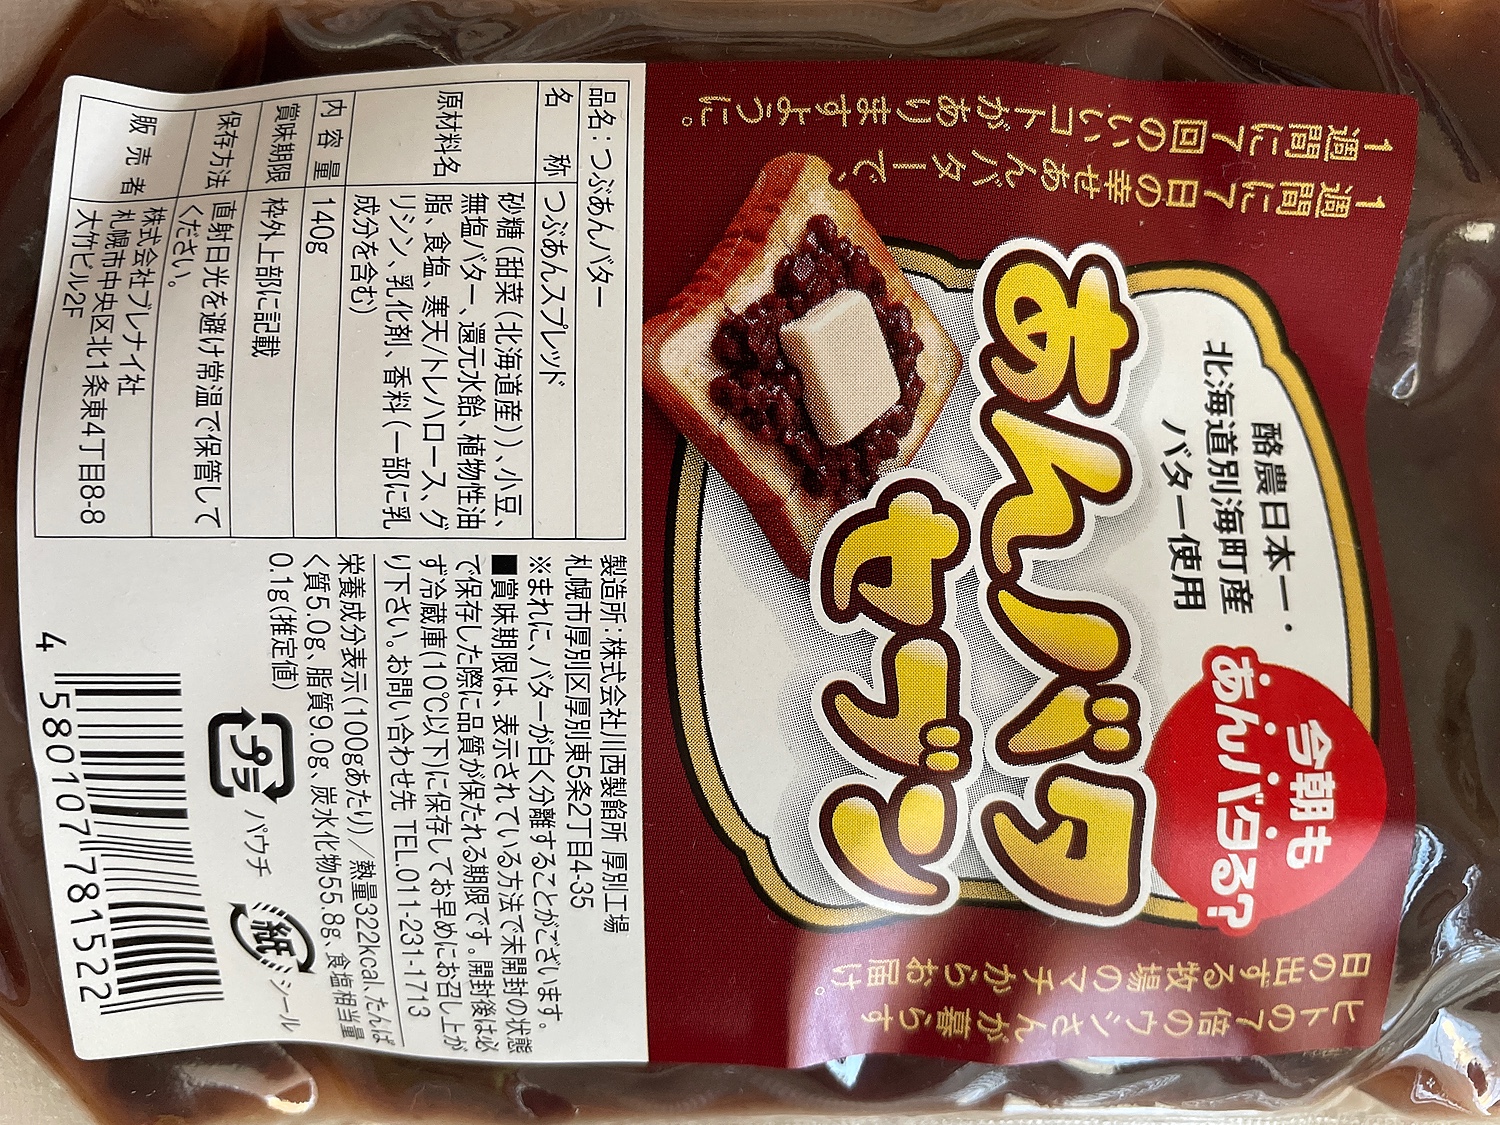 1週間に7日の幸せあんバターで、
1週間に7回のいいコトがありますように。
酪農日本一・
北海道別海町産
バター使用
今朝も
あんバタる?
あんバタ
セブン
ヒトの7倍のウシさんが暮らす
日の出ずる牧場のマチからお届け。
品名:つぶあんバター
名 称 つぶあんスプレッド
原材料名 砂糖(甜菜(北海道産))、小豆、
無塩バター、還元水飴、植物性油
脂、食塩、寒天/トレハロース、グ
リシン、乳化剤、香料(一部に乳
成分を含む)
内 容 量 140g
賞味期限 枠外上部に記載
保存方法 直射日光を避け常温で保管して
ください。
販 売 者 株式会社ブレナイ社
札幌市中央区北1条東4丁目8-8
大竹ビル2F
製造所:株式会社川西製餡所 厚別工場
札幌市厚別区厚別東5条2丁目4-35
※まれに、バターが白く分離することがございます。
■賞味期限は、表示されている方法で未開封の状態
で保存した際に品質が保たれる期限です。開封後は必
ず冷蔵庫(10℃以下)に保存してお早めにお召し上が
り下さい。お問い合わせ先 TEL.011-231-1713
栄養成分表示(100gあたり)/熱量322kcal、たんぱ
く質5.0g、脂質9.0g、炭水化物55.8g、食塩相当量
0.1g(推定値)
プラ パウチ
紙 シール
4 580107 781522